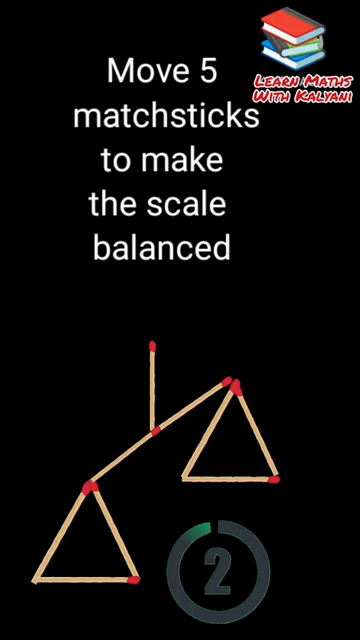 Learn Maths
With Kalyani
Move 5
matchsticks
to make
the scale
balanced
2